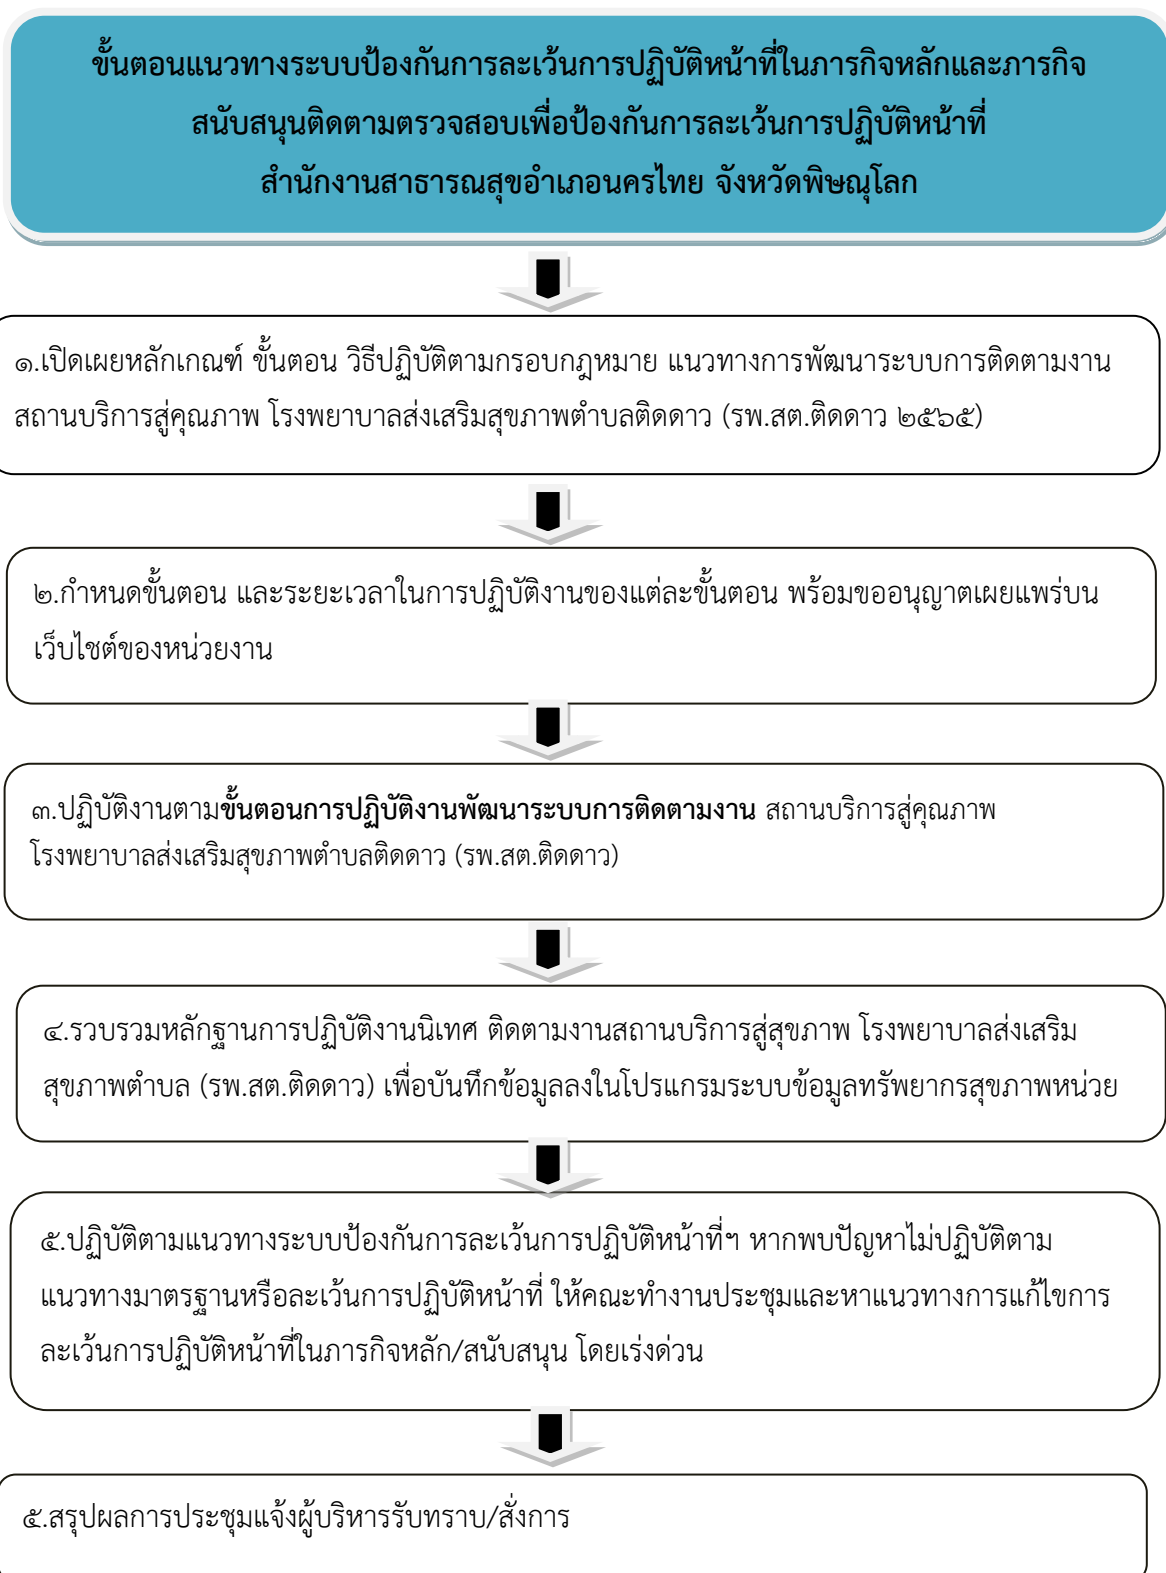 ขั้นตอนแนวทางระบบป้องกันการละเว้นการปฏิบัติหน้าที่ในภารกิจหลักและภารกิจ
สนับสนุนติดตามตรวจสอบเพื่อป้องกันการละเว้นการปฏิบัติหน้าที่
สำนักงานสาธารณสุขอำเภอนครไทย จังหวัดพิษณุโลก
๑.เปิดเผยหลักเกณฑ์ ขั้นตอน วิธีปฏิบัติตามกรอบกฎหมาย แนวทางการพัฒนาระบบการติดตามงาน
สถานบริการสู่คุณภาพ โรงพยาบาลส่งเสริมสุขภาพตำบลติดดาว (รพ.สต.ติดดาว ๒๕๖๕)
๒.กำหนดขั้นตอน และระยะเวลาในการปฏิบัติงานของแต่ละขั้นตอน พร้อมขออนุญาตเผยแพร่บน
เว็บไชต์ของหน่วยงาน
๓.ปฏิบัติงานตามขั้นตอนการปฏิบัติงานพัฒนาระบบการติดตามงาน สถานบริการสู่คุณภาพ
โรงพยาบาลส่งเสริมสุขภาพตำบลติดดาว (รพ.สต.ติดดาว)
๔.รวบรวมหลักฐานการปฏิบัติงานนิเทศ ติดตามงานสถานบริการสู่สุขภาพ โรงพยาบาลส่งเสริม
สุขภาพตำบล (รพ.สต.ติดดาว) เพื่อบันทึกข้อมูลลงในโปรแกรมระบบข้อมูลทรัพยากรสุขภาพหน่วย
๕.ปฏิบัติตามแนวทางระบบป้องกันการละเว้นการปฏิบัติหน้าที่ฯ หากพบปัญหาไม่ปฏิบัติตาม
แนวทางมาตรฐานหรือละเว้นการปฏิบัติหน้าที่ ให้คณะทำงานประชุมและหาแนวทางการแก้ไขการ
ละเว้นการปฏิบัติหน้าที่ในภารกิจหลัก/สนับสนุน โดยเร่งด่วน
๕.สรุปผลการประชุมแจ้งผู้บริหารรับทราบ/สั่งการ